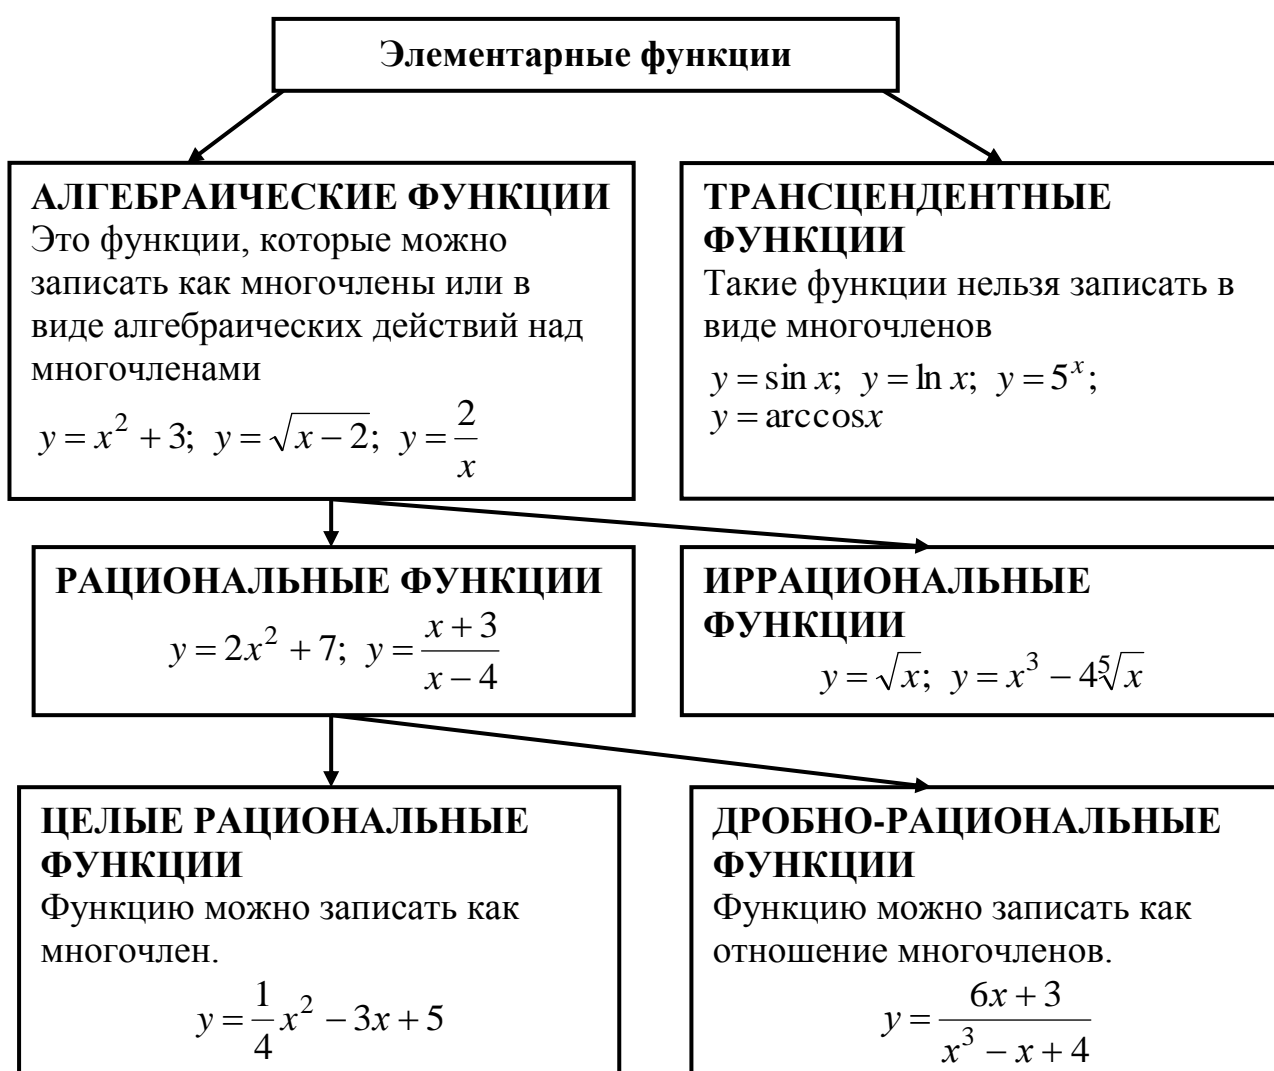 Элементарные функции
АЛГЕБРАИЧЕСКИЕ ФУНКЦИИ
Это функции, которые можно
записать как многочлены или в
виде алгебраических действий над
многочленами
y = x² + 3; y = √(x − 2); y = 2/x
ТРАНСЦЕНДЕНТНЫЕ
ФУНКЦИИ
Такие функции нельзя записать в
виде многочленов
y = sin x; y = ln x; y = 5ˣ;
y = arccos x
РАЦИОНАЛЬНЫЕ ФУНКЦИИ
y = 2x² + 7; y = (x + 3)/(x − 4)
ИРРАЦИОНАЛЬНЫЕ
ФУНКЦИИ
y = √x; y = x³ − 4⁵√x
ЦЕЛЫЕ РАЦИОНАЛЬНЫЕ
ФУНКЦИИ
Функцию можно записать как
многочлен.
y = 1/4 x² − 3x + 5
ДРОБНО-РАЦИОНАЛЬНЫЕ
ФУНКЦИИ
Функцию можно записать как
отношение многочленов.
y = (6x + 3)/(x³ − x + 4)